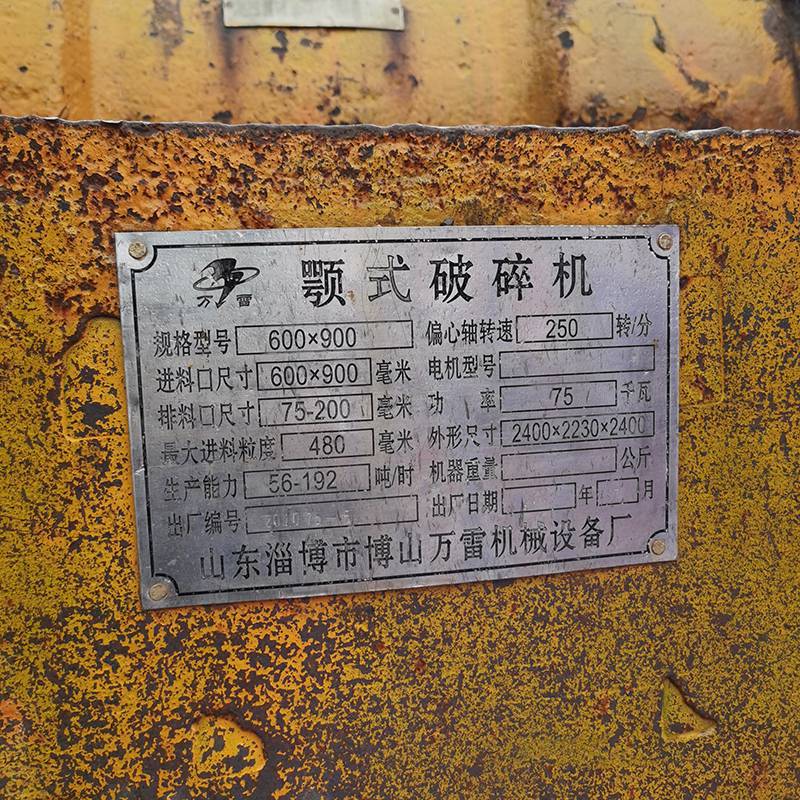 万雷
颚式破碎机
规格型号 600×900 偏心轴转速 250 转/分
进料口尺寸 600×900 毫米 电机型号
排料口尺寸 75-200 毫米 功率 75 千瓦
最大进料粒度 480 毫米 外形尺寸 2400×2230×2400
生产能力 56-192 吨/时 机器重量 公斤
出厂编号 出厂日期 年 月
山东淄博市博山万雷机械设备厂